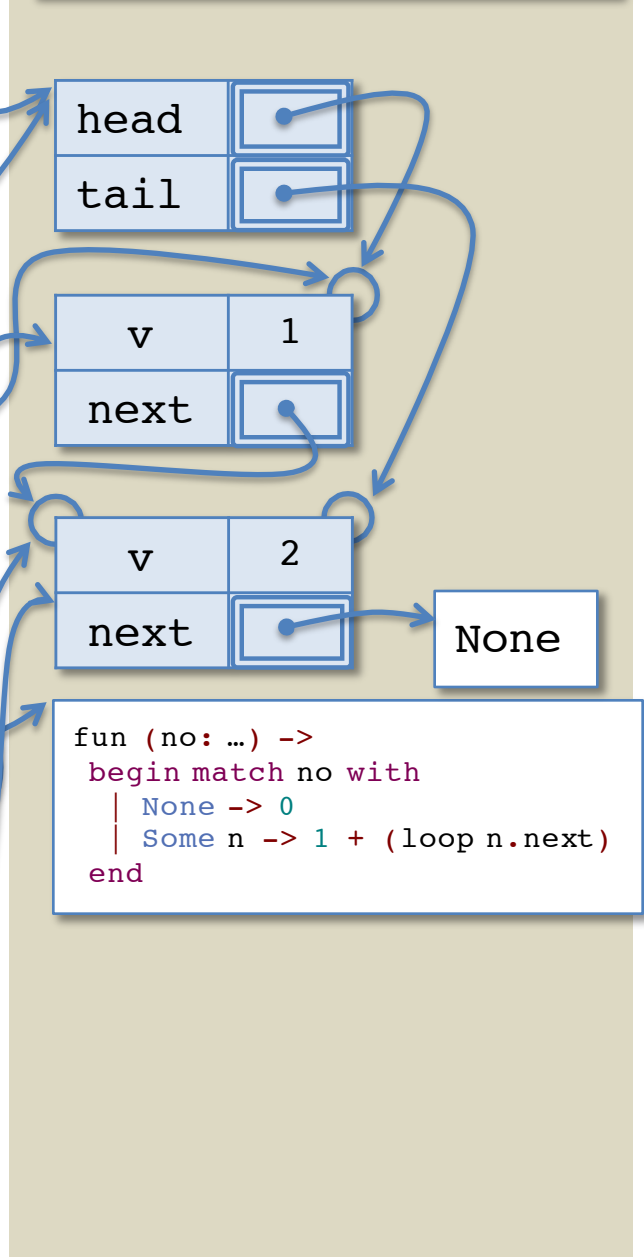 head
tail
v 1
next
v 2
next
None
fun (no: …) ->
begin match no with
| None -> 0
| Some n -> 1 + (loop n.next)
end